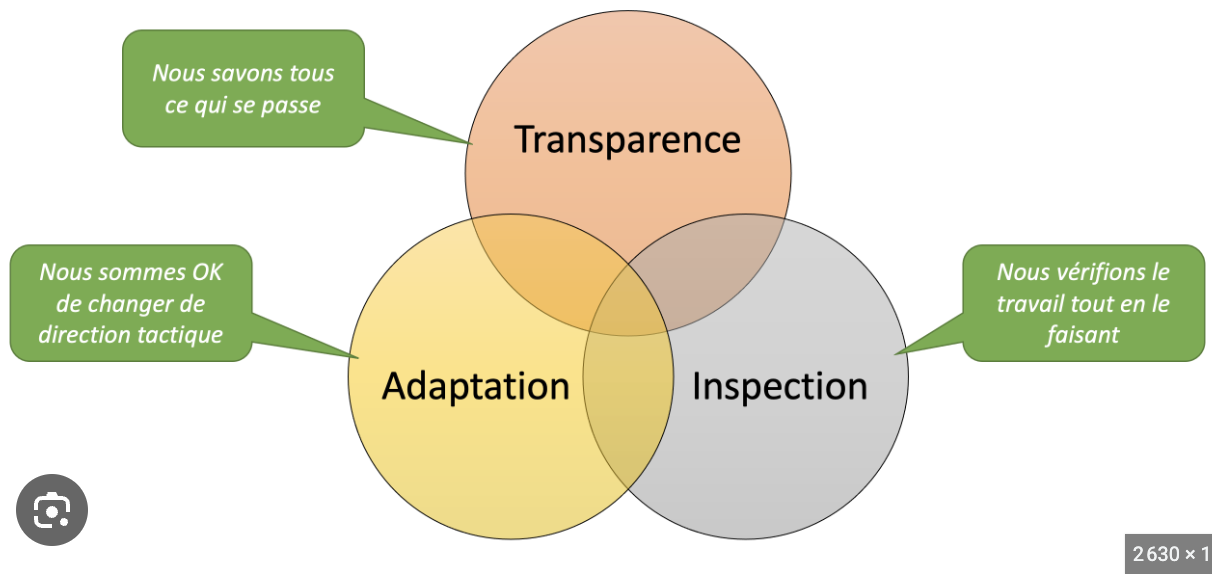 Nous savons tous
ce qui se passe
Transparence
Nous sommes OK
de changer de
direction tactique
Adaptation
Inspection
Nous vérifions le
travail tout en le
faisant
2630 × 1